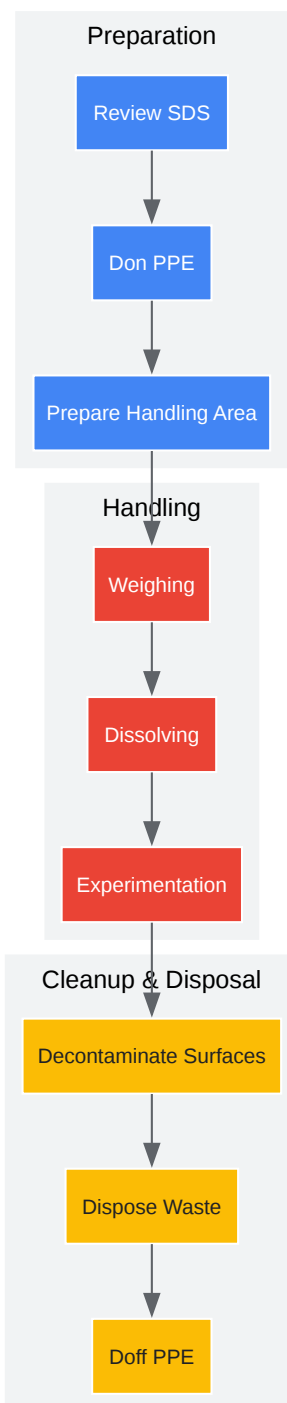 Preparation
Review SDS
Don PPE
Prepare Handling Area
Handling
Weighing
Dissolving
Experimentation
Cleanup & Disposal
Decontaminate Surfaces
Dispose Waste
Doff PPE